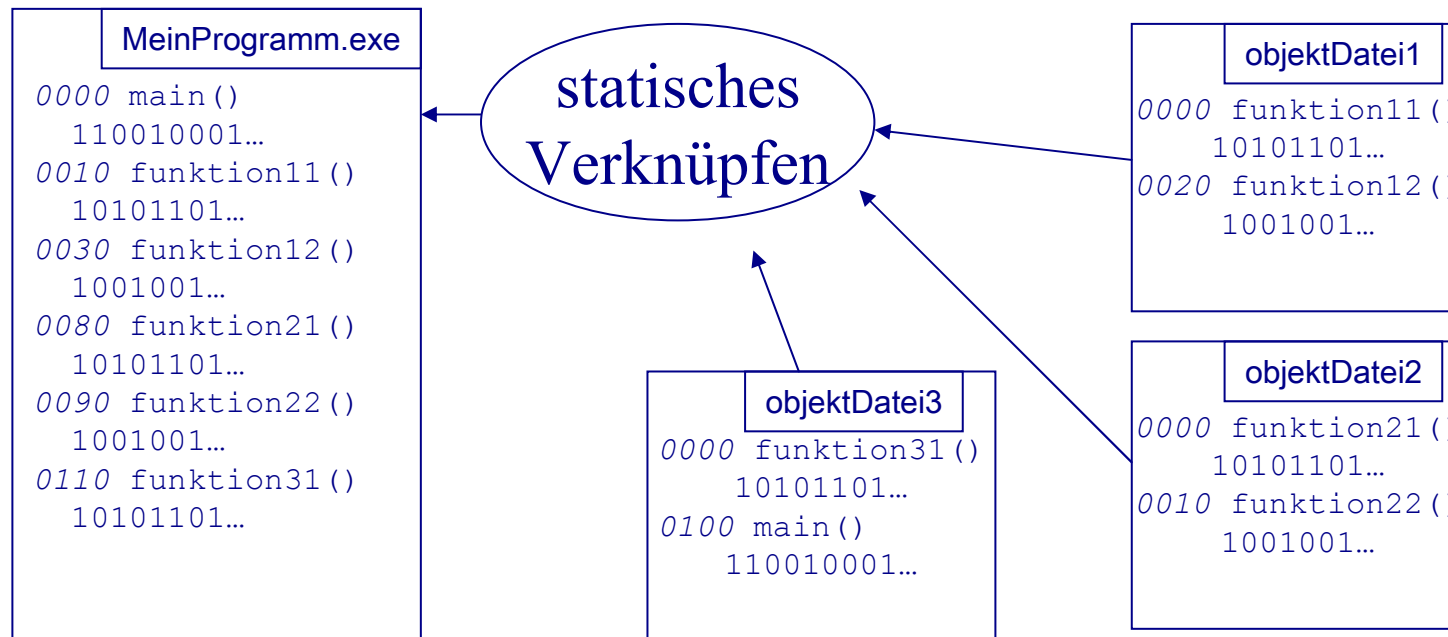 MeinProgramm.exe
0000 main()
110010001…
0010 funktion11()
10101101…
0030 funktion12()
1001001…
0080 funktion21()
10101101…
0090 funktion22()
1001001…
0110 funktion31()
10101101…
statisches
Verknüpfen
objektDatei3
0000 funktion31()
10101101…
0100 main()
110010001…
objektDatei1
0000 funktion11(
10101101…
0020 funktion12(
1001001…
objektDatei2
0000 funktion21(
10101101…
0010 funktion22(
1001001…